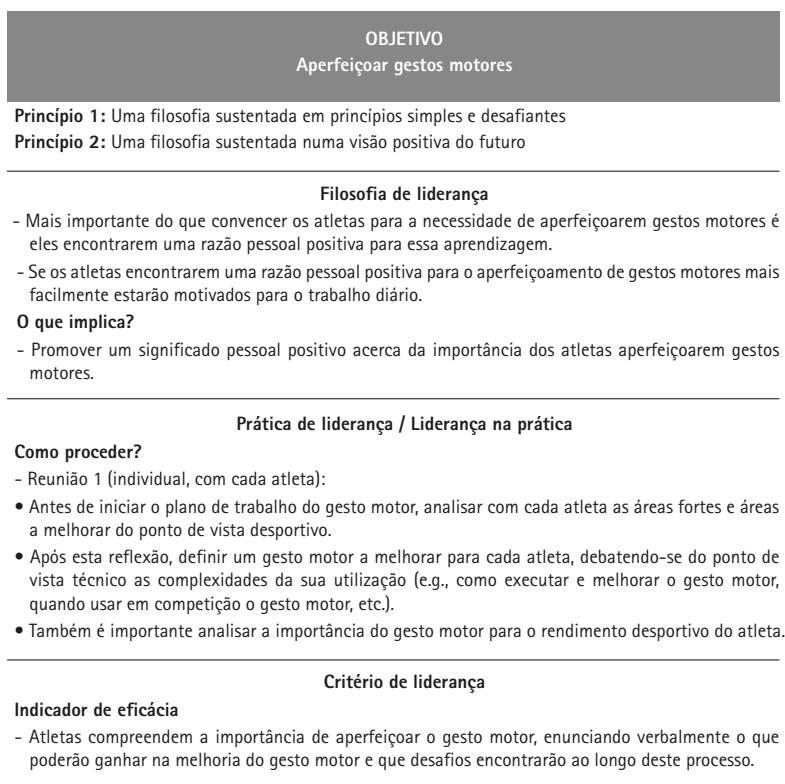 OBJETIVO
Aperfeiçoar gestos motores
Princípio 1: Uma filosofia sustentada em princípios simples e desafiantes
Princípio 2: Uma filosofia sustentada numa visão positiva do futuro
Filosofia de liderança
- Mais importante do que convencer os atletas para a necessidade de aperfeiçoarem gestos motores é
eles encontrarem uma razão pessoal positiva para essa aprendizagem.
- Se os atletas encontrarem uma razão pessoal positiva para o aperfeiçoamento de gestos motores mais
facilmente estarão motivados para o trabalho diário.
O que implica?
- Promover um significado pessoal positivo acerca da importância dos atletas aperfeiçoarem gestos
motores.
Prática de liderança / Liderança na prática
Como proceder?
- Reunião 1 (individual, com cada atleta):
• Antes de iniciar o plano de trabalho do gesto motor, analisar com cada atleta as áreas fortes e áreas
a melhorar do ponto de vista desportivo.
• Após esta reflexão, definir um gesto motor a melhorar para cada atleta, debatendo-se do ponto de
vista técnico as complexidades da sua utilização (e.g., como executar e melhorar o gesto motor,
quando usar em competição o gesto motor, etc.).
• Também é importante analisar a importância do gesto motor para o rendimento desportivo do atleta.
Critério de liderança
Indicador de eficácia
- Atletas compreendem a importância de aperfeiçoar o gesto motor, enunciando verbalmente o que
poderão ganhar na melhoria do gesto motor e que desafios encontrarão ao longo deste processo.